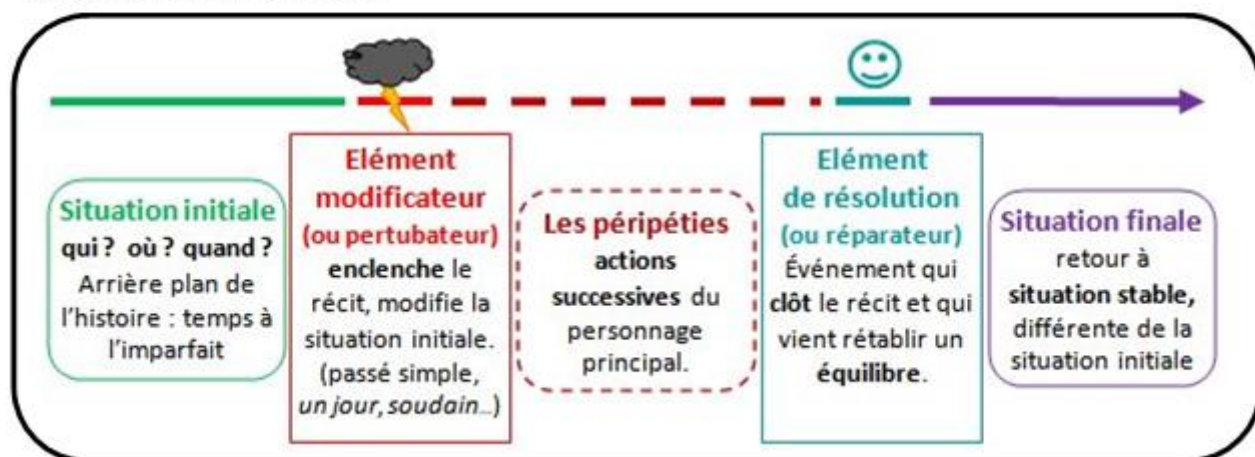 Situation initiale
qui ? où ? quand ?
Arrière plan de
l'histoire : temps à
l'imparfait
Elément
modificateur
(ou pertubateur)
enclenche le
récit, modifie la
situation initiale.
(passé simple,
un jour, soudain...)
Les péripéties
actions
successives du
personnage
principal.
Elément
de résolution
(ou réparateur)
Événement qui
clôt le récit et qui
vient rétablir un
équilibre.
Situation finale
retour à
situation stable,
différente de la
situation initiale